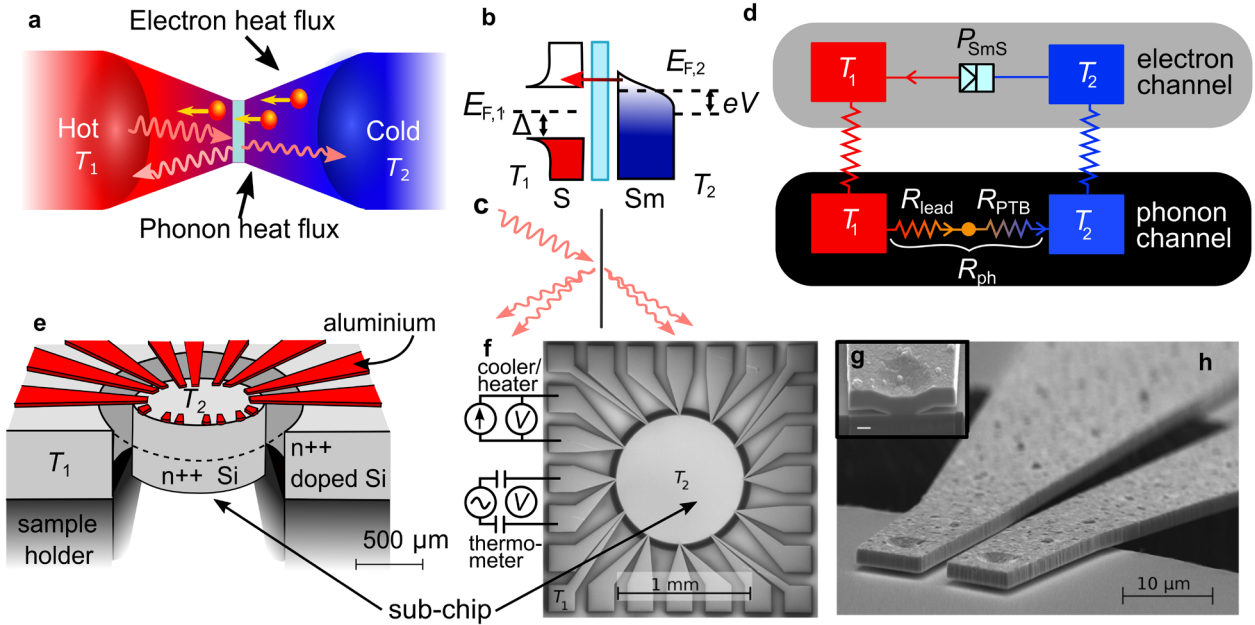 a
Electron heat flux
Hot
T1
Cold
T2
Phonon heat flux
b
EF,2
EF,1
eV
Δ
T1
T2
S
Sm
c
d
PSmS
T1
T2
electron
channel
T1
Rlead
RPTB
T2
phonon
channel
Rph
e
aluminium
T2
T1
n++ Si
n++
doped Si
sample
holder
500 µm
sub-chip
f
cooler/
heater
V
V
thermo-
meter
T2
1 mm
T1
g
h
10 µm